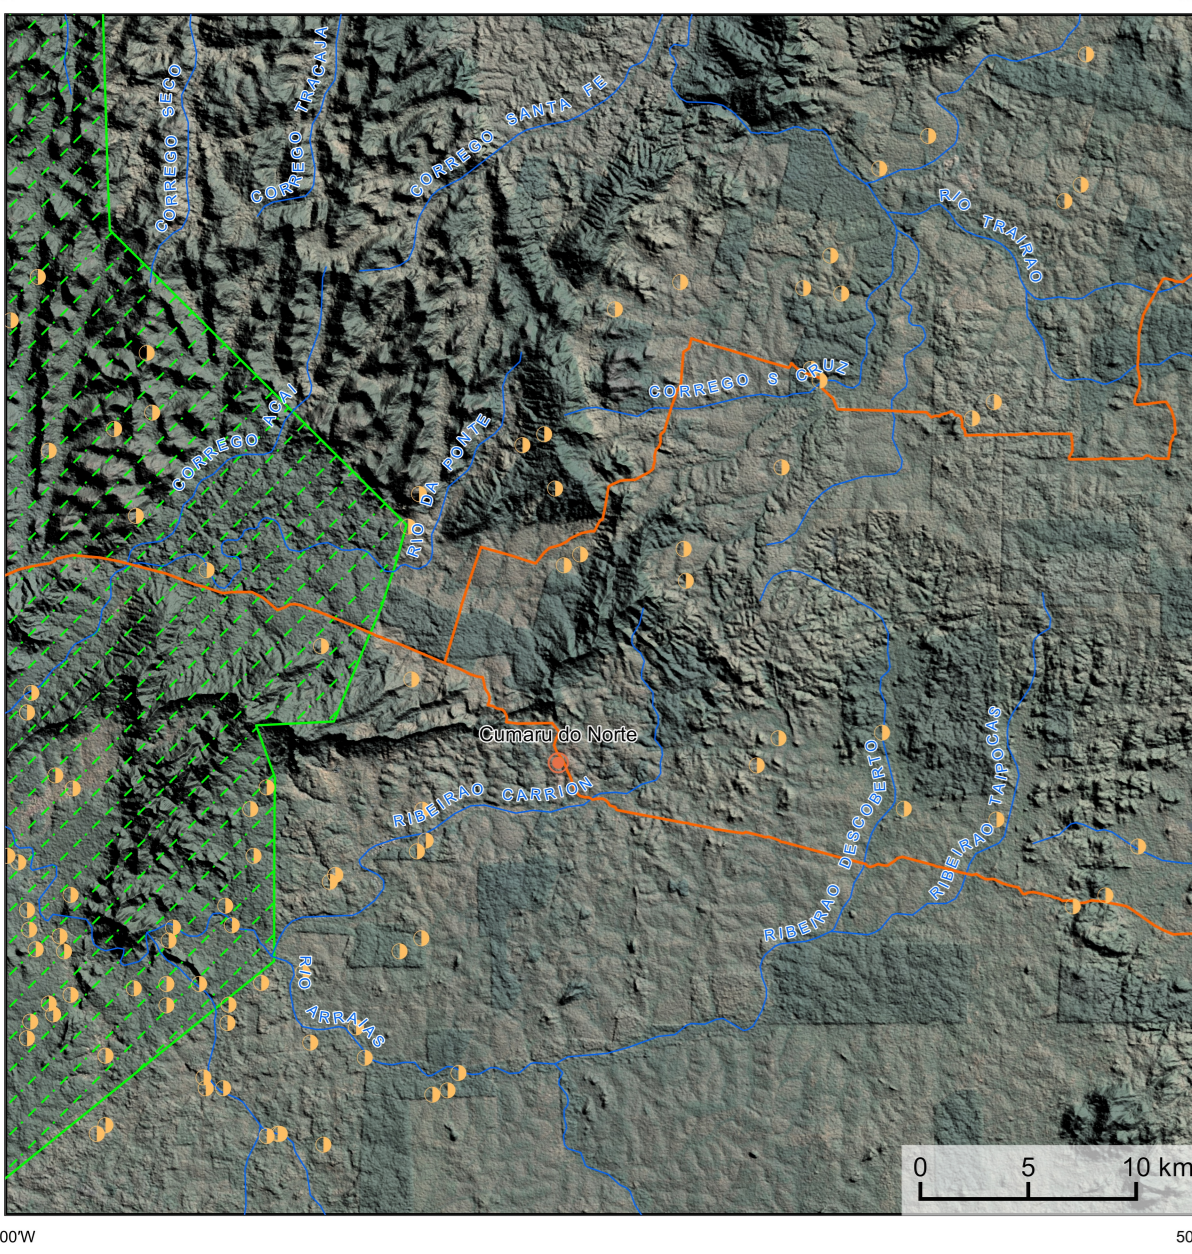 CORREGO SECO
CORREGO TRACAJA
CORREGO SANTA FE
RIO TRAIRAO
CORREGO S CRUZ
CORREGO ACAI
RIO DA PONTE
Cumaru do Norte
RIBEIRAO CARRION
RIBEIRAO DESCOBERTO
RIBEIRAO TAIPOCAS
RIO ARRAIAS
0 5 10 km
00'W 50